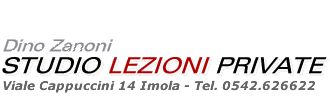 Dino Zanoni
STUDIO LEZIONI PRIVATE
Viale Cappuccini 14 Imola - Tel. 0542.626622